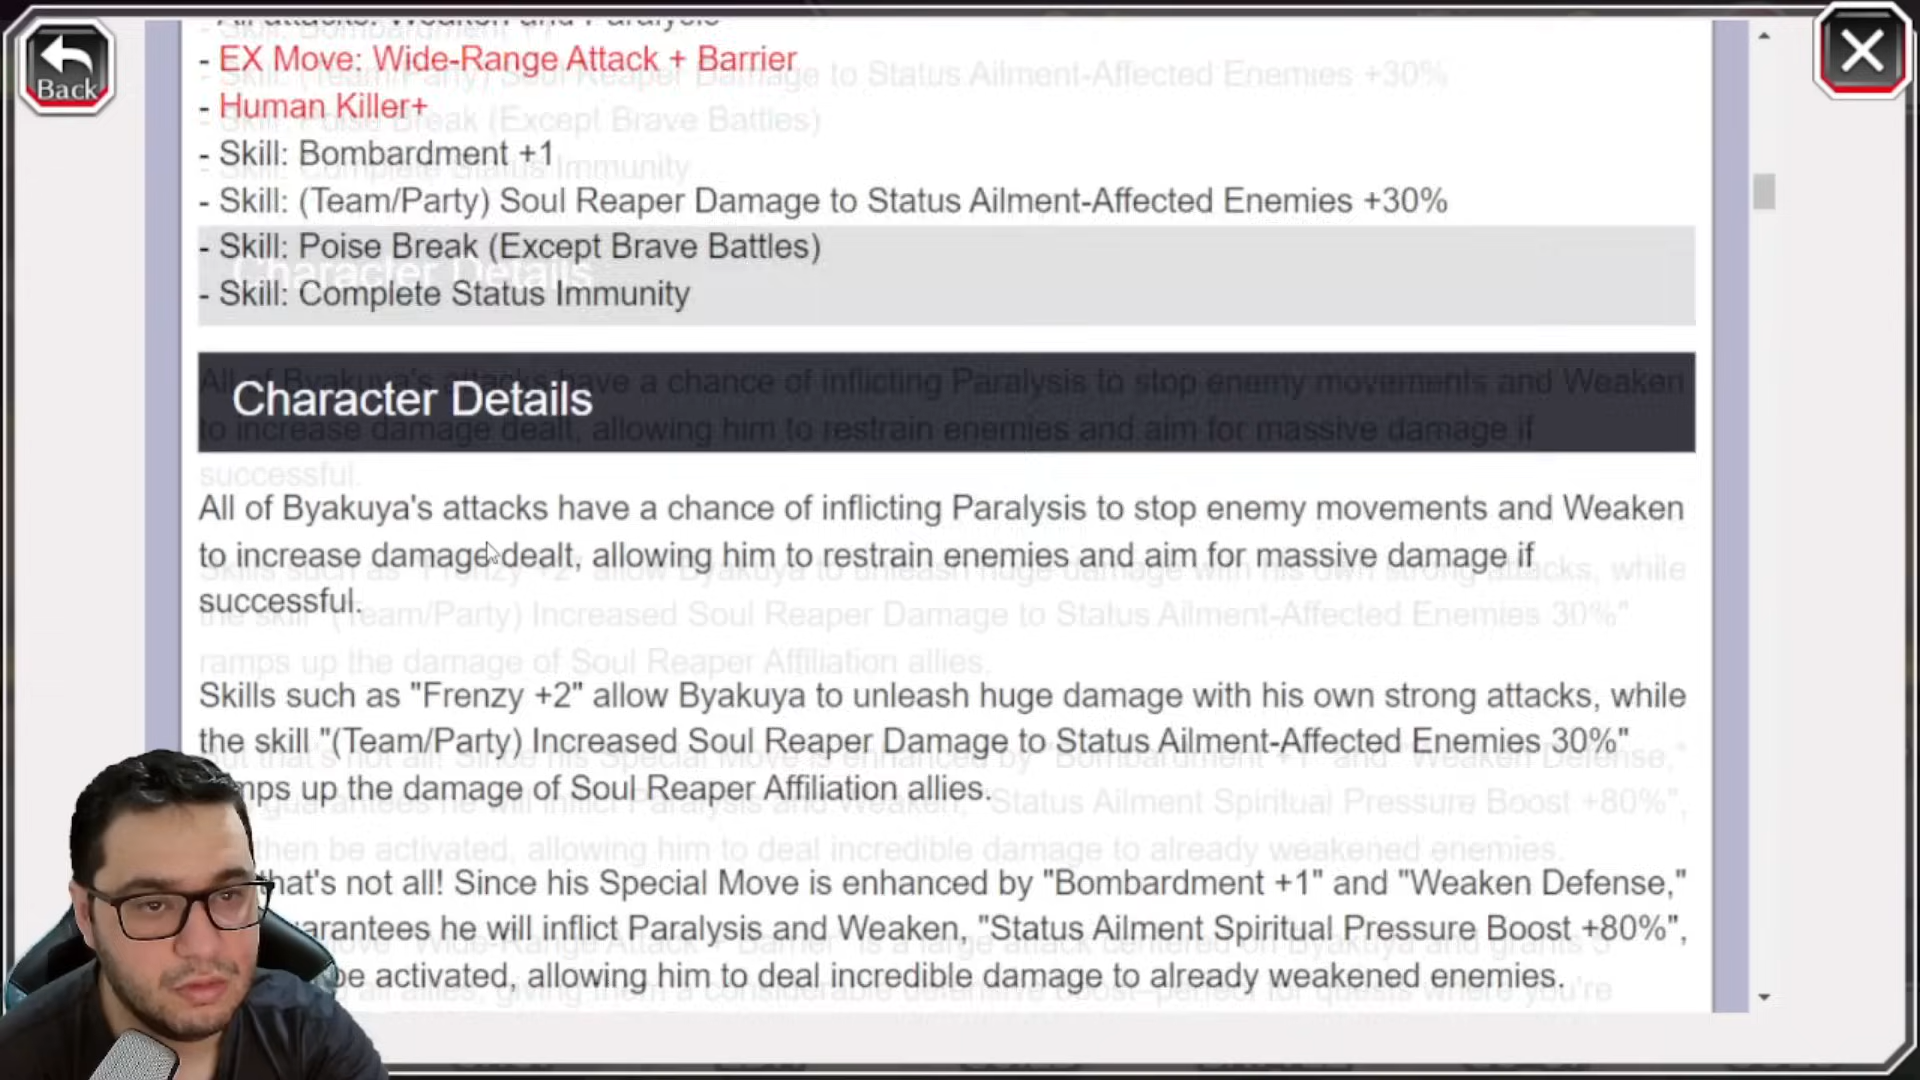 All attacks: Weaken and Paralysis
- EX Move: Wide-Range Attack + Barrier
- Human Killer+
- Skill: Bombardment +1
- Skill: (Team/Party) Soul Reaper Damage to Status Ailment-Affected Enemies +30%
- Skill: Poise Break (Except Brave Battles)
- Skill: Complete Status Immunity
Back
Character Details
All of Byakuya's attacks have a chance of inflicting Paralysis to stop enemy movements and Weaken
to increase damage dealt, allowing him to restrain enemies and aim for massive damage if
successful.
Skills such as "Frenzy +2" allow Byakuya to unleash huge damage with his own strong attacks, while
the skill "(Team/Party) Increased Soul Reaper Damage to Status Ailment-Affected Enemies 30%"
mps up the damage of Soul Reaper Affiliation allies.
that's not all! Since his Special Move is enhanced by "Bombardment +1" and "Weaken Defense,"
arantees he will inflict Paralysis and Weaken, "Status Ailment Spiritual Pressure Boost +80%",
be activated, allowing him to deal incredible damage to already weakened enemies.